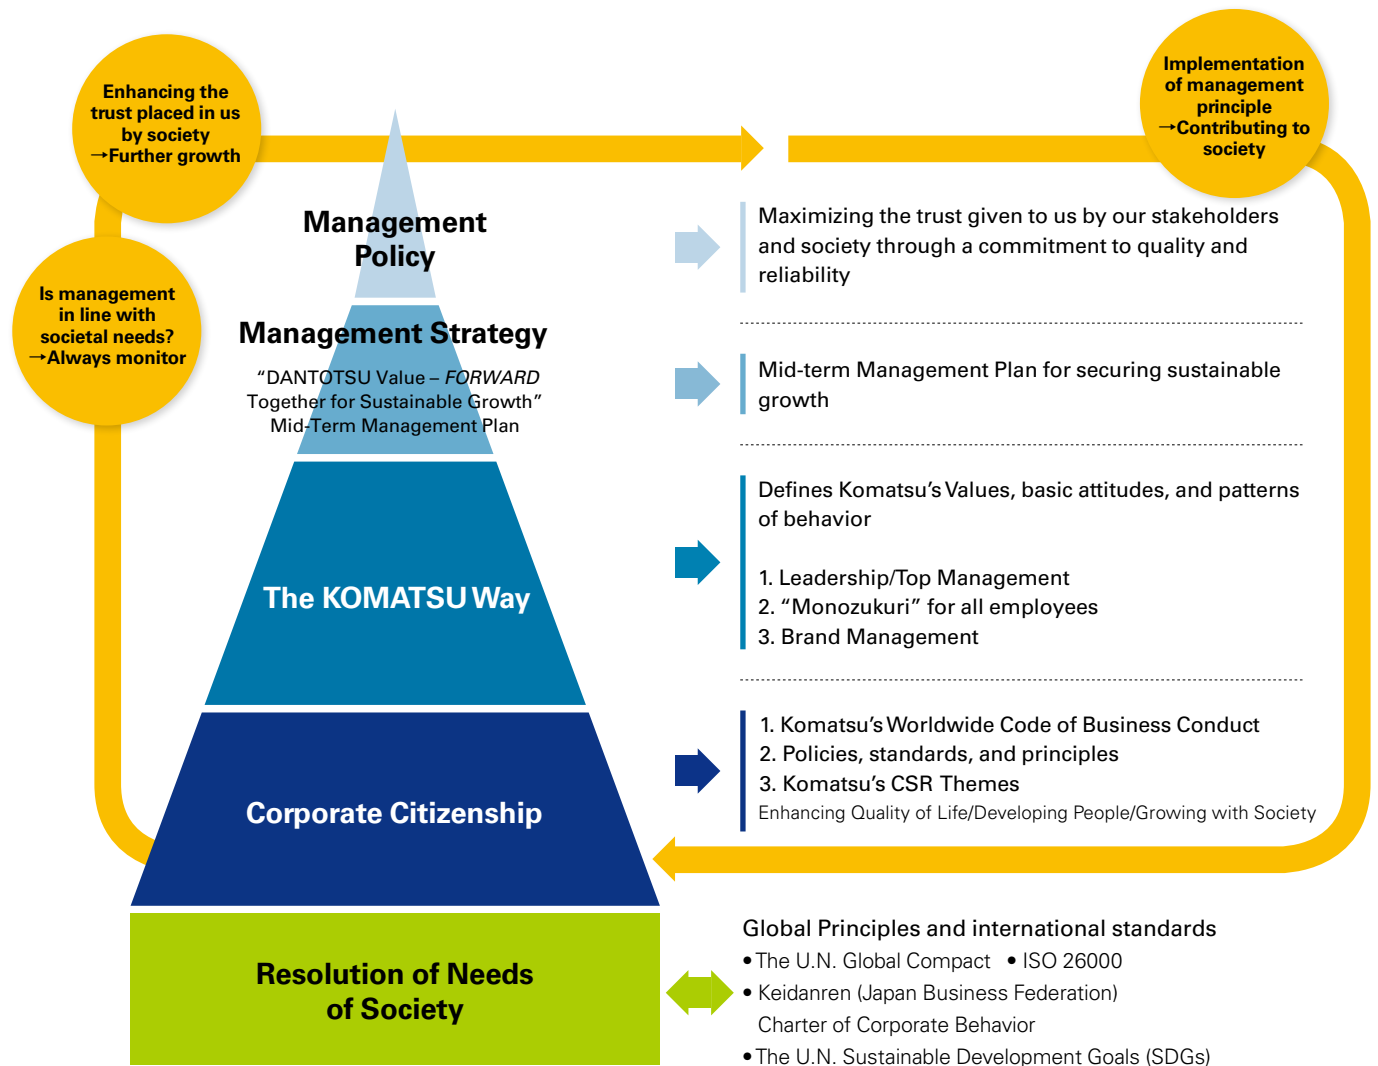 Enhancing the
trust placed in us
by society
→Further growth
Implementation
of management
principle
→Contributing to
society
Is management
in line with
societal needs?
→Always monitor
Management
Policy
Maximizing the trust given to us by our stakeholders
and society through a commitment to quality and
reliability
Management Strategy
“DANTOTSU Value – FORWARD
Together for Sustainable Growth”
Mid-Term Management Plan
Mid-term Management Plan for securing sustainable
growth
The KOMATSU Way
Defines Komatsu’s Values, basic attitudes, and patterns
of behavior
1. Leadership/Top Management
2. “Monozukuri” for all employees
3. Brand Management
Corporate Citizenship
1. Komatsu’s Worldwide Code of Business Conduct
2. Policies, standards, and principles
3. Komatsu’s CSR Themes
Enhancing Quality of Life/Developing People/Growing with Society
Resolution of Needs
of Society
Global Principles and international standards
• The U.N. Global Compact • ISO 26000
• Keidanren (Japan Business Federation)
Charter of Corporate Behavior
• The U.N. Sustainable Development Goals (SDGs)